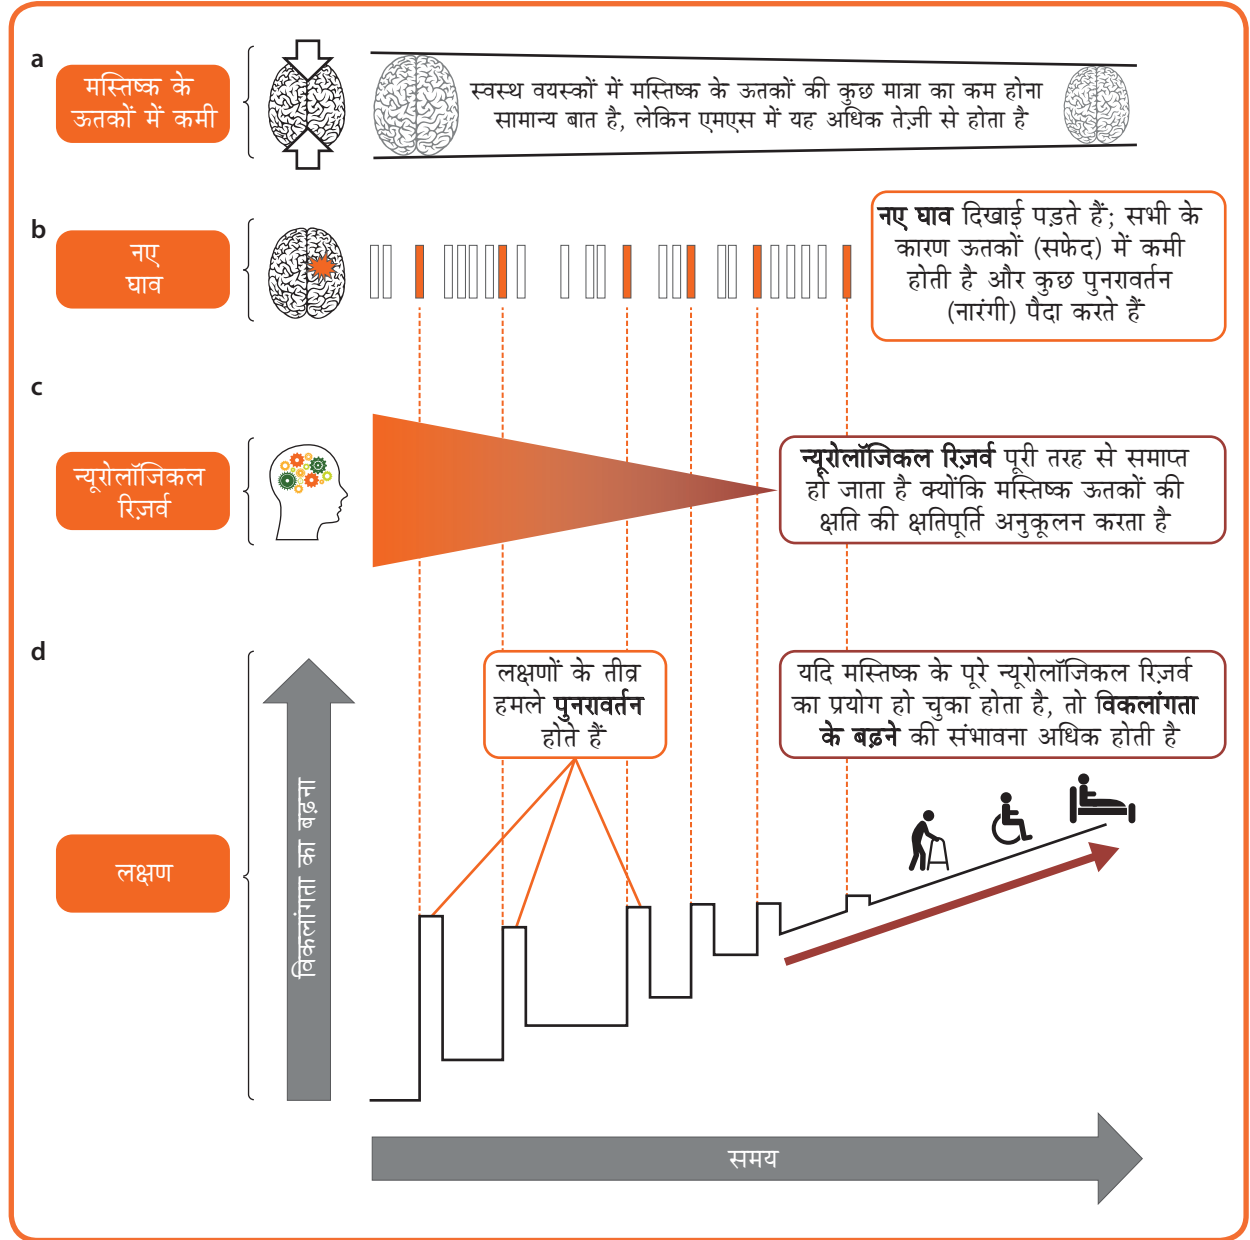 a
मस्तिष्क के
ऊतकों में कमी
स्वस्थ वयस्कों में मस्तिष्क के ऊतकों की कुछ मात्रा का कम होना
सामान्य बात है, लेकिन एमएस में यह अधिक तेज़ी से होता है
b
नए
घाव
नए घाव दिखाई पड़ते हैं; सभी के
कारण ऊतकों (सफेद) में कमी
होती है और कुछ पुनरावर्तन
(नारंगी) पैदा करते हैं
c
न्यूरोलॉजिकल
रिज़र्व
न्यूरोलॉजिकल रिज़र्व पूरी तरह से समाप्त
हो जाता है क्योंकि मस्तिष्क ऊतकों की
क्षति की क्षतिपूर्ति अनुकूलन करता है
d
लक्षण
विकलांगता का बढ़ना
लक्षणों के तीव्र
हमले पुनरावर्तन
होते हैं
यदि मस्तिष्क के पूरे न्यूरोलॉजिकल रिज़र्व
का प्रयोग हो चुका होता है, तो विकलांगता
के बढ़ने की संभावना अधिक होती है
समय